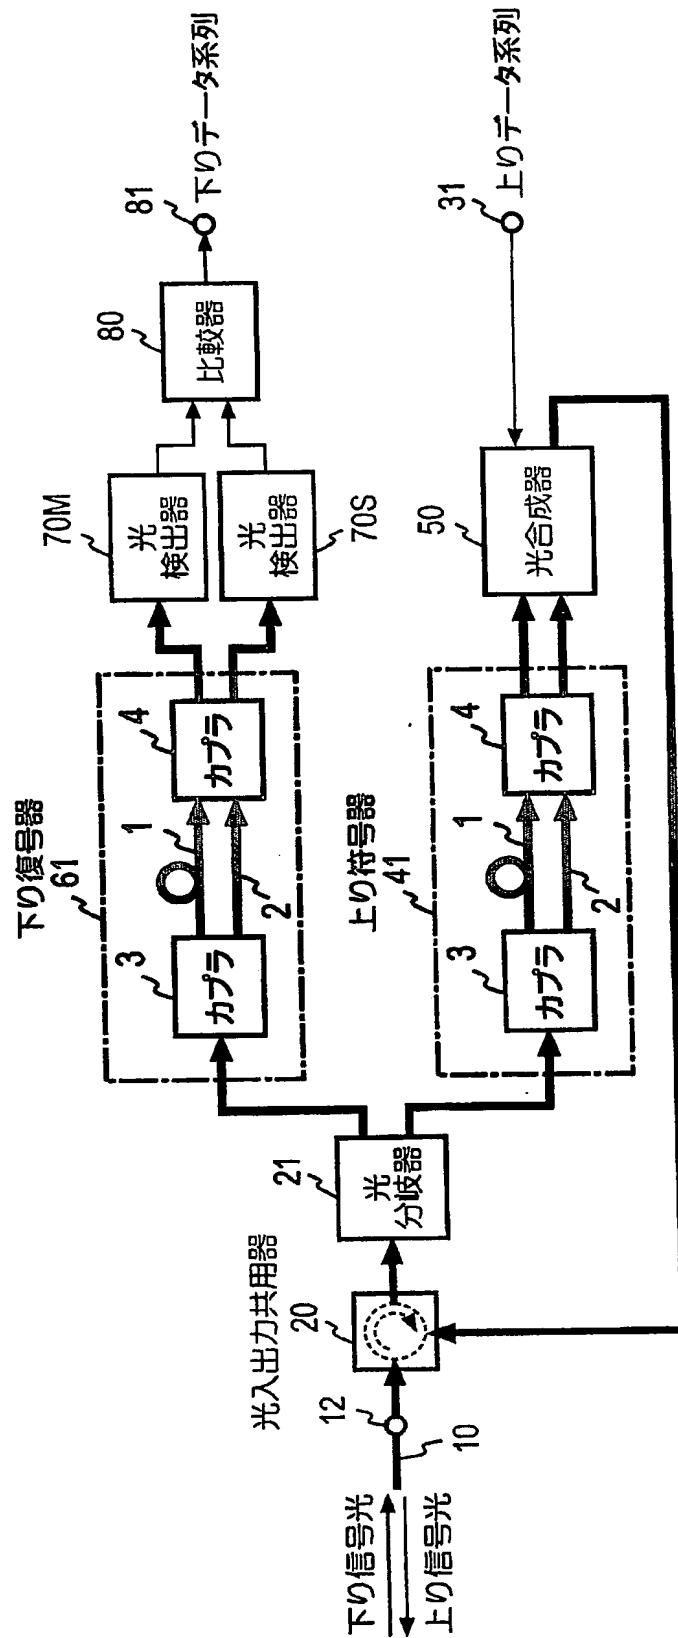 下り信号光
上り信号光
10
12
光入出力共用器
20
21
光
分岐器
下り復号器
61
3
カプラ
1
2
4
カプラ
70M
光
検出器
光
検出器
70S
80
比較器
81
下りデータ系列
上り符号器
41
3
カプラ
1
2
4
カプラ
50
光合成器
31
上りデータ系列